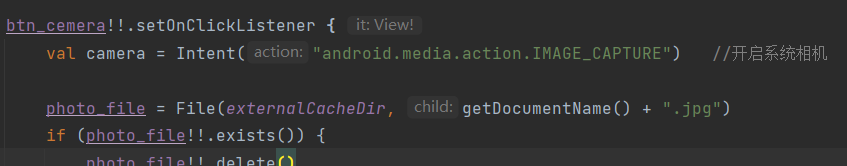 btn_cemera!!.setOnClickListener { it: View!
val camera = Intent( action: "android.media.action.IMAGE_CAPTURE") //开启系统相机
photo_file = File(externalCacheDir, child: getDocumentName() + ".jpg")
if (photo_file!!.exists()) {
photo_file!!.delete()